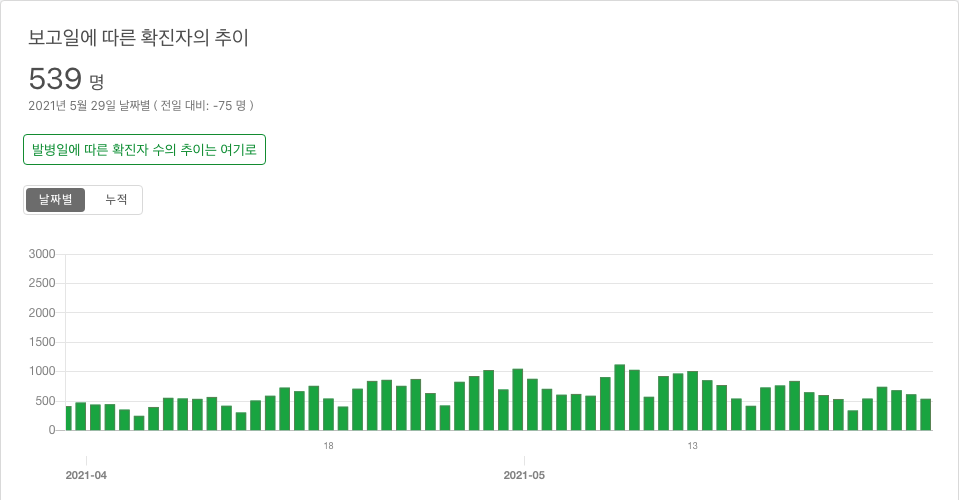 보고일에 따른 확진자의 추이
539 명
2021년 5월 29일 날짜별 ( 전일 대비: -75 명 )
발병일에 따른 확진자 수의 추이는 여기로
날짜별 누적
3000
2500
2000
1500
1000
500
0
18 13
2021-04 2021-05